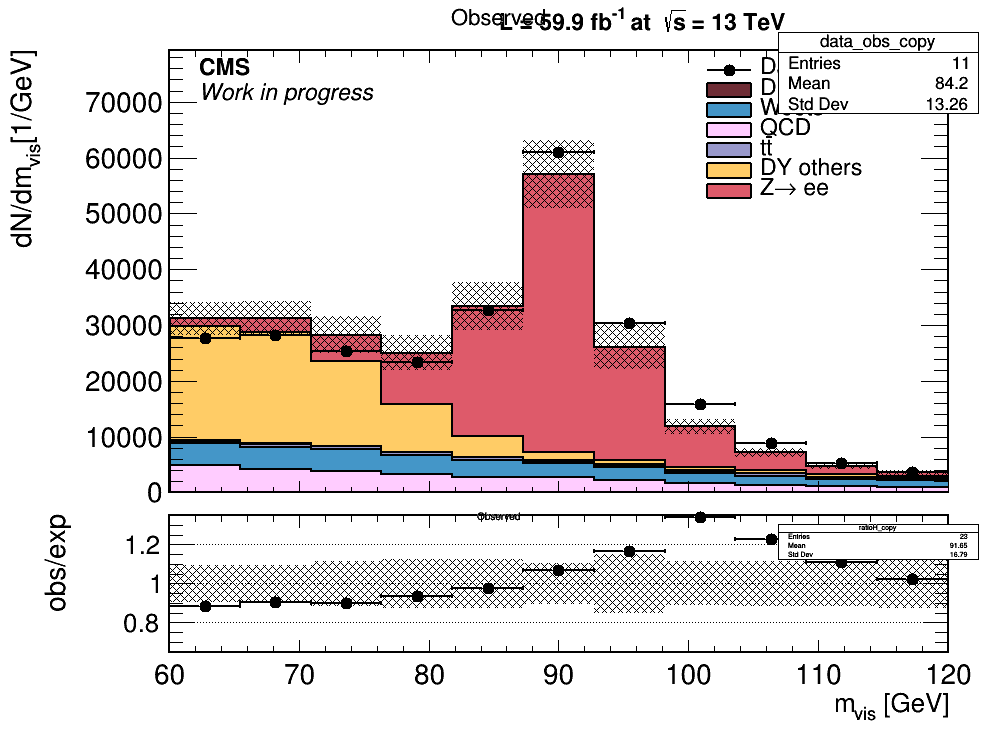 Observed
L = 59.9 fb⁻¹ at √s = 13 TeV
CMS
Work in progress
data_obs_copy
Entries 11
Mean 84.2
Std Dev 13.26
QCD
tt
DY others
Z→ ee
dN/dm_vis[1/GeV]
70000
60000
50000
40000
30000
20000
10000
0
Observed
ratioH_copy
Entries 23
Mean 91.65
Std Dev 16.79
obs/exp
1.2
1
0.8
60 70 80 90 100 110 120
m_vis [GeV]